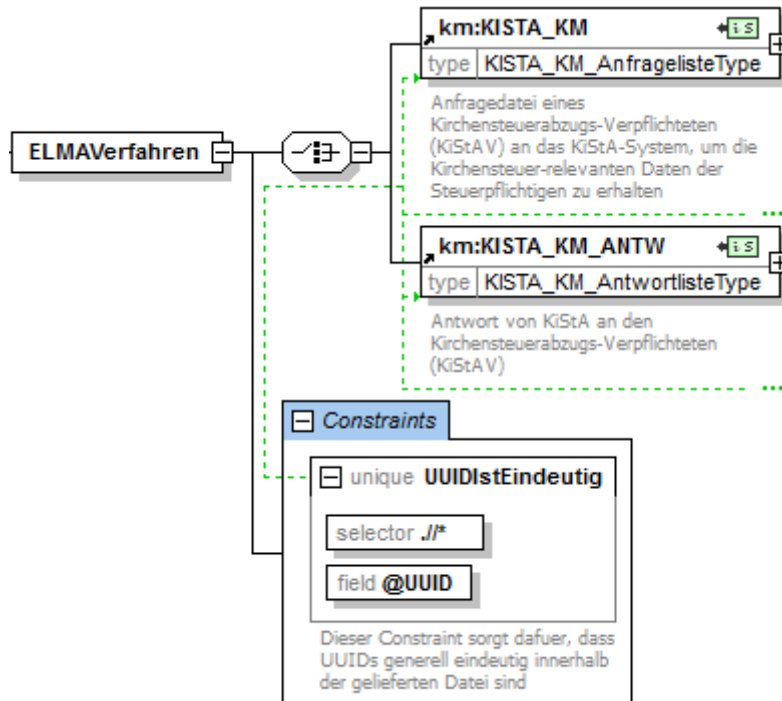 km:KISTA_KM
type KISTA_KM_AnfragelisteType
Anfragedatei eines
Kirchensteuerabzugs-Verpflichteten
(KiStAV) an das KiStA-System, um die
Kirchensteuer-relevanten Daten der
Steuerpflichtigen zu erhalten
ELMAVerfahren
km:KISTA_KM_ANTW
type KISTA_KM_AntwortlisteType
Antwort von KiStA an den
Kirchensteuerabzugs-Verpflichteten
(KiStAV)
Constraints
unique UUIDIstEindeutig
selector .//*
field @UUID
Dieser Constraint sorgt dafuer, dass
UUIDs generell eindeutig innerhalb
der gelieferten Datei sind